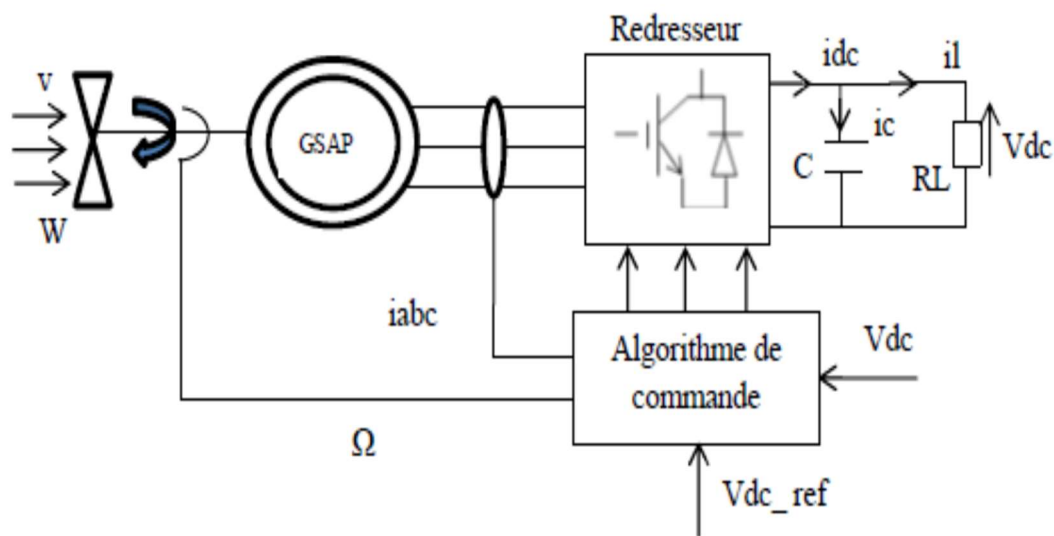 Redresseur
v
idc
il
GSAP
ic
Vdc
C
RL
W
iabc
Algorithme de
commande
Vdc
Ω
Vdc_ref